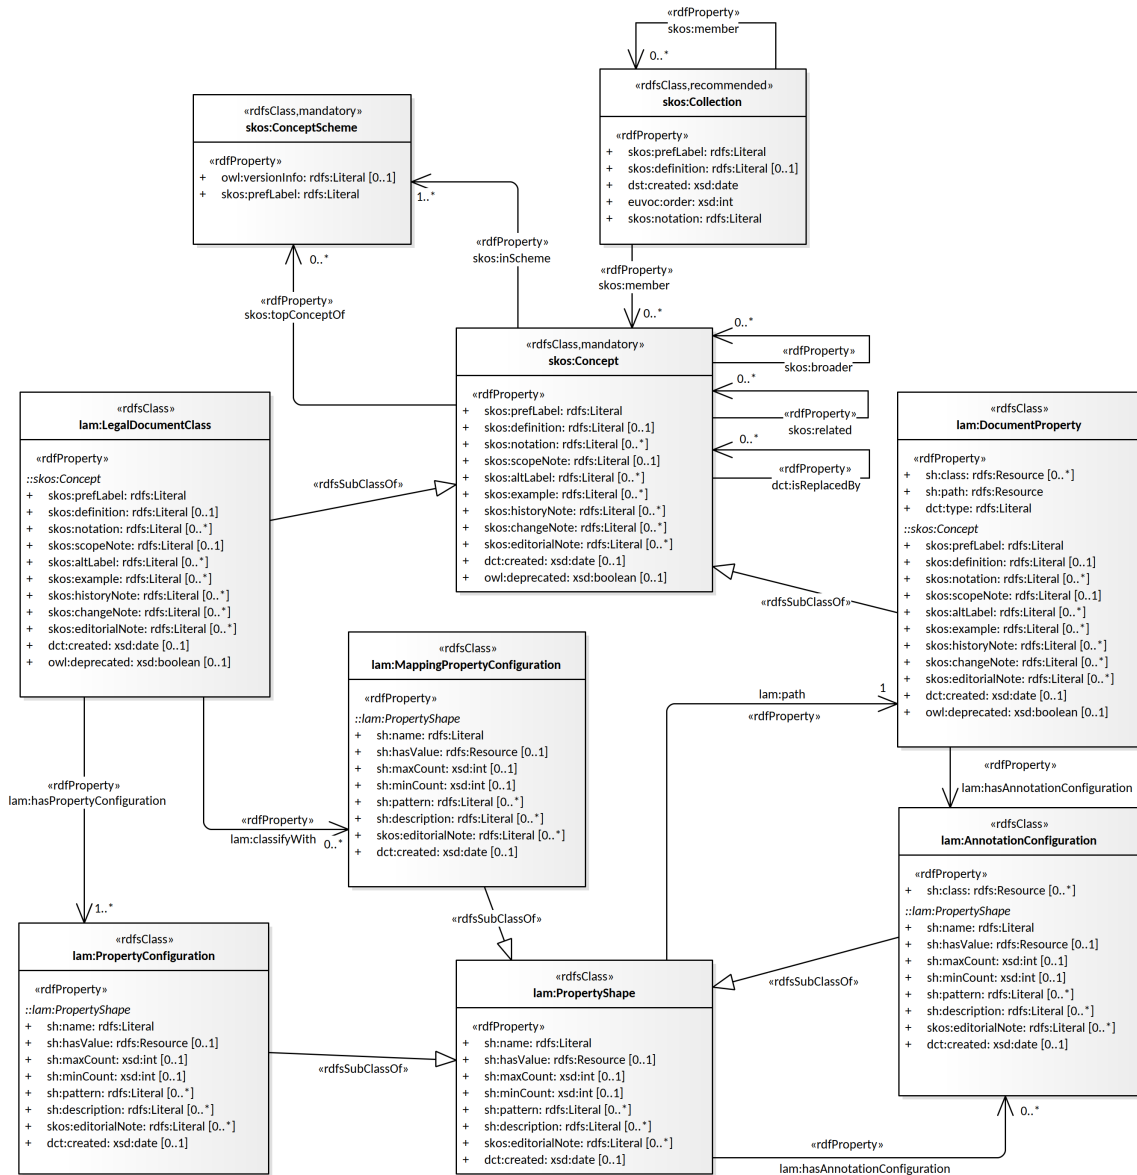 «rdfProperty»
skos:member
0..*
«rdfsClass,recommended»
skos:Collection
«rdfProperty»
+ skos:prefLabel: rdfs:Literal
+ skos:definition: rdfs:Literal [0..1]
+ dst:created: xsd:date
+ euvoc:order: xsd:int
+ skos:notation: rdfs:Literal
«rdfsClass,mandatory»
skos:ConceptScheme
«rdfProperty»
+ owl:versionInfo: rdfs:Literal [0..1]
+ skos:prefLabel: rdfs:Literal
1..*
«rdfProperty»
skos:inScheme
0..*
«rdfProperty»
skos:topConceptOf
«rdfProperty»
skos:member
0..*
«rdfsClass,mandatory»
skos:Concept
«rdfProperty»
+ skos:prefLabel: rdfs:Literal
+ skos:definition: rdfs:Literal [0..1]
+ skos:notation: rdfs:Literal [0..*]
+ skos:scopeNote: rdfs:Literal [0..1]
+ skos:altLabel: rdfs:Literal [0..*]
+ skos:example: rdfs:Literal [0..*]
+ skos:historyNote: rdfs:Literal [0..*]
+ skos:changeNote: rdfs:Literal [0..*]
+ skos:editorialNote: rdfs:Literal [0..*]
+ dct:created: xsd:date [0..1]
+ owl:deprecated: xsd:boolean [0..1]
0..*
«rdfProperty»
skos:broader
0..*
«rdfProperty»
skos:related
0..*
«rdfProperty»
dct:isReplacedBy
«rdfsClass»
lam:LegalDocumentClass
«rdfProperty»
::skos:Concept
+ skos:prefLabel: rdfs:Literal
+ skos:definition: rdfs:Literal [0..1]
+ skos:notation: rdfs:Literal [0..*]
+ skos:scopeNote: rdfs:Literal [0..1]
+ skos:altLabel: rdfs:Literal [0..*]
+ skos:example: rdfs:Literal [0..*]
+ skos:historyNote: rdfs:Literal [0..*]
+ skos:changeNote: rdfs:Literal [0..*]
+ skos:editorialNote: rdfs:Literal [0..*]
+ dct:created: xsd:date [0..1]
+ owl:deprecated: xsd:boolean [0..1]
«rdfsSubClassOf»
«rdfsClass»
lam:DocumentProperty
«rdfProperty»
+ sh:class: rdfs:Resource [0..*]
+ sh:path: rdfs:Resource
+ dct:type: rdfs:Literal
::skos:Concept
+ skos:prefLabel: rdfs:Literal
+ skos:definition: rdfs:Literal [0..1]
+ skos:notation: rdfs:Literal [0..*]
+ skos:scopeNote: rdfs:Literal [0..1]
+ skos:altLabel: rdfs:Literal [0..*]
+ skos:example: rdfs:Literal [0..*]
+ skos:historyNote: rdfs:Literal [0..*]
+ skos:changeNote: rdfs:Literal [0..*]
+ skos:editorialNote: rdfs:Literal [0..*]
+ dct:created: xsd:date [0..1]
+ owl:deprecated: xsd:boolean [0..1]
«rdfsSubClassOf»
«rdfsClass»
lam:MappingPropertyConfiguration
«rdfProperty»
::lam:PropertyShape
+ sh:name: rdfs:Literal
+ sh:hasValue: rdfs:Resource [0..1]
+ sh:maxCount: xsd:int [0..1]
+ sh:minCount: xsd:int [0..1]
+ sh:pattern: rdfs:Literal [0..*]
+ sh:description: rdfs:Literal [0..*]
+ skos:editorialNote: rdfs:Literal [0..*]
+ dct:created: xsd:date [0..1]
lam:path
1
«rdfProperty»
«rdfProperty»
lam:hasAnnotationConfiguration
«rdfProperty»
lam:hasPropertyConfiguration
1..*
«rdfProperty»
lam:classifyWith
0..*
«rdfsSubClassOf»
«rdfsClass»
lam:AnnotationConfiguration
«rdfProperty»
+ sh:class: rdfs:Resource [0..*]
::lam:PropertyShape
+ sh:name: rdfs:Literal
+ sh:hasValue: rdfs:Resource [0..1]
+ sh:maxCount: xsd:int [0..1]
+ sh:minCount: xsd:int [0..1]
+ sh:pattern: rdfs:Literal [0..*]
+ sh:description: rdfs:Literal [0..*]
+ skos:editorialNote: rdfs:Literal [0..*]
+ dct:created: xsd:date [0..1]
«rdfsSubClassOf»
«rdfsClass»
lam:PropertyConfiguration
«rdfProperty»
::lam:PropertyShape
+ sh:name: rdfs:Literal
+ sh:hasValue: rdfs:Resource [0..1]
+ sh:maxCount: xsd:int [0..1]
+ sh:minCount: xsd:int [0..1]
+ sh:pattern: rdfs:Literal [0..*]
+ sh:description: rdfs:Literal [0..*]
+ skos:editorialNote: rdfs:Literal [0..*]
+ dct:created: xsd:date [0..1]
«rdfsSubClassOf»
«rdfsClass»
lam:PropertyShape
«rdfProperty»
+ sh:name: rdfs:Literal
+ sh:hasValue: rdfs:Resource [0..1]
+ sh:maxCount: xsd:int [0..1]
+ sh:minCount: xsd:int [0..1]
+ sh:pattern: rdfs:Literal [0..*]
+ sh:description: rdfs:Literal [0..*]
+ skos:editorialNote: rdfs:Literal [0..*]
+ dct:created: xsd:date [0..1]
0..*
«rdfProperty»
lam:hasAnnotationConfiguration